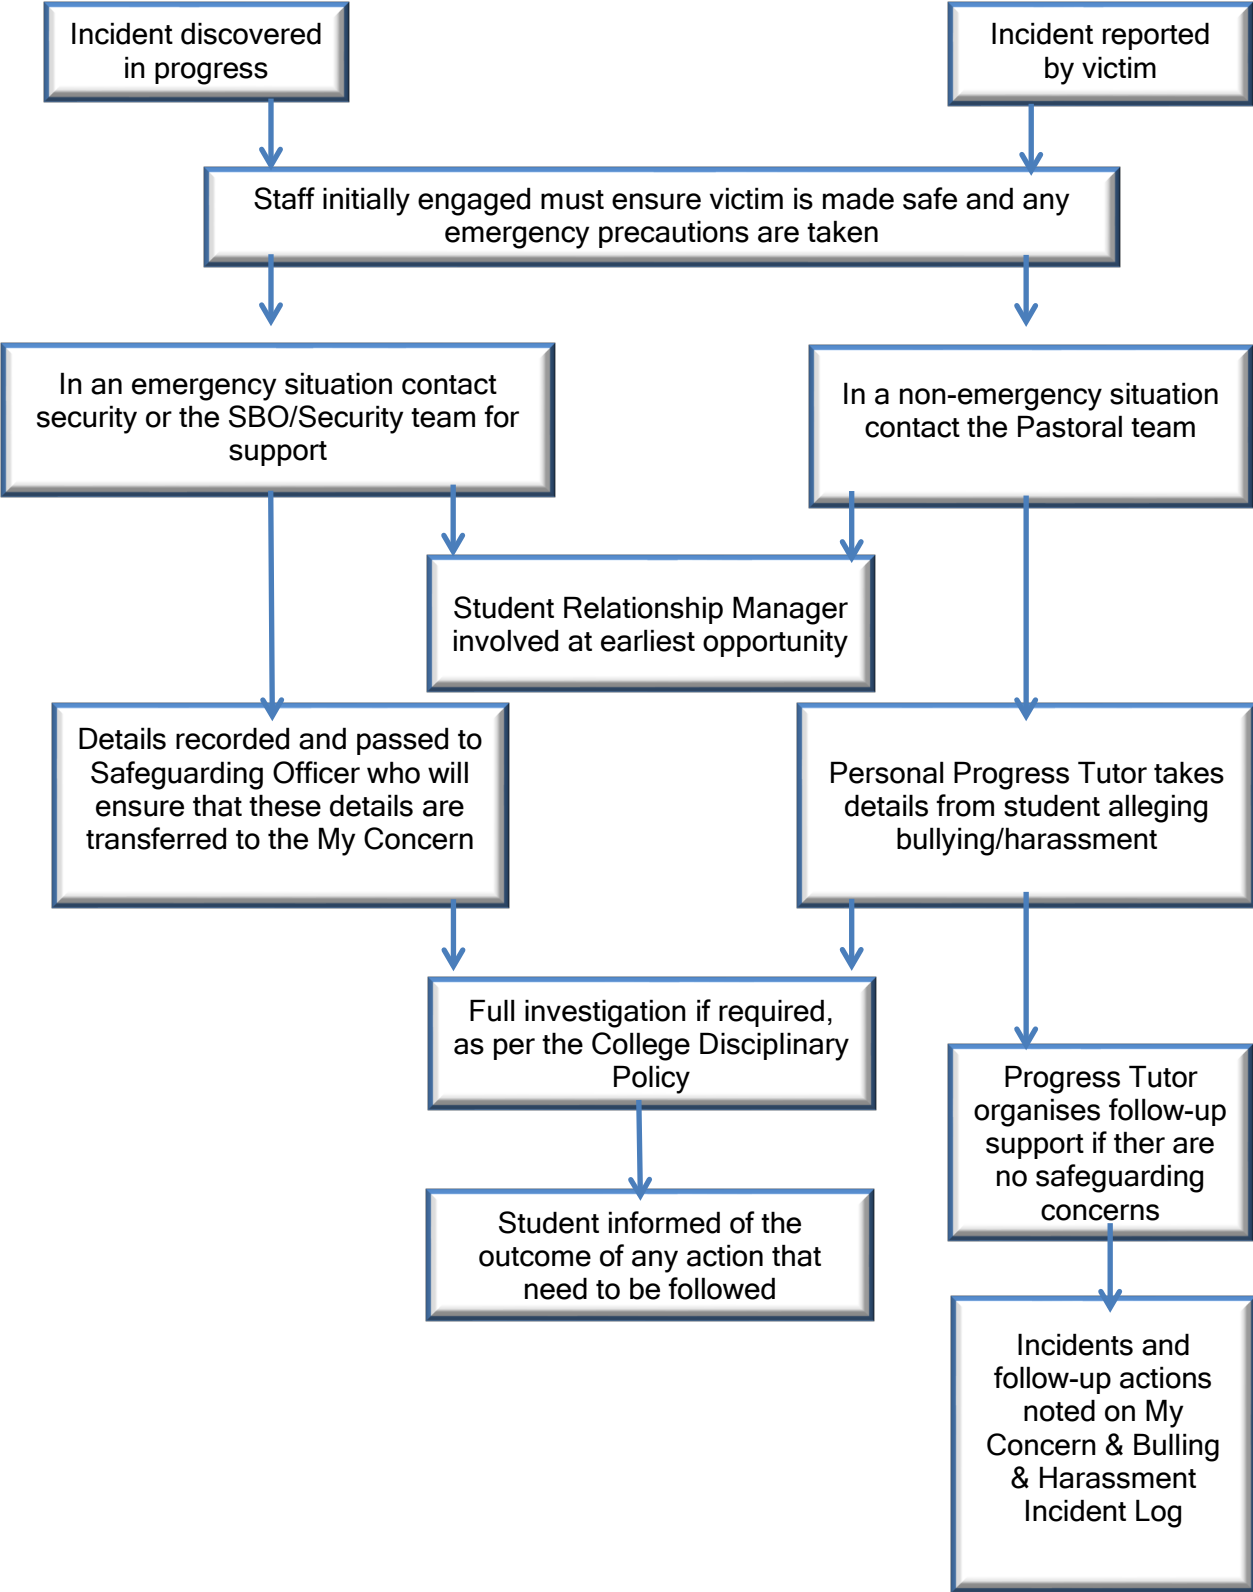 Incident discovered
in progress
Incident reported
by victim
Staff initially engaged must ensure victim is made safe and any
emergency precautions are taken
In an emergency situation contact
security or the SBO/Security team for
support
In a non-emergency situation
contact the Pastoral team
Student Relationship Manager
involved at earliest opportunity
Details recorded and passed to
Safeguarding Officer who will
ensure that these details are
transferred to the My Concern
Personal Progress Tutor takes
details from student alleging
bullying/harassment
Full investigation if required,
as per the College Disciplinary
Policy
Progress Tutor
organises follow-up
support if ther are
no safeguarding
concerns
Student informed of the
outcome of any action that
need to be followed
Incidents and
follow-up actions
noted on My
Concern & Bulling
& Harassment
Incident Log